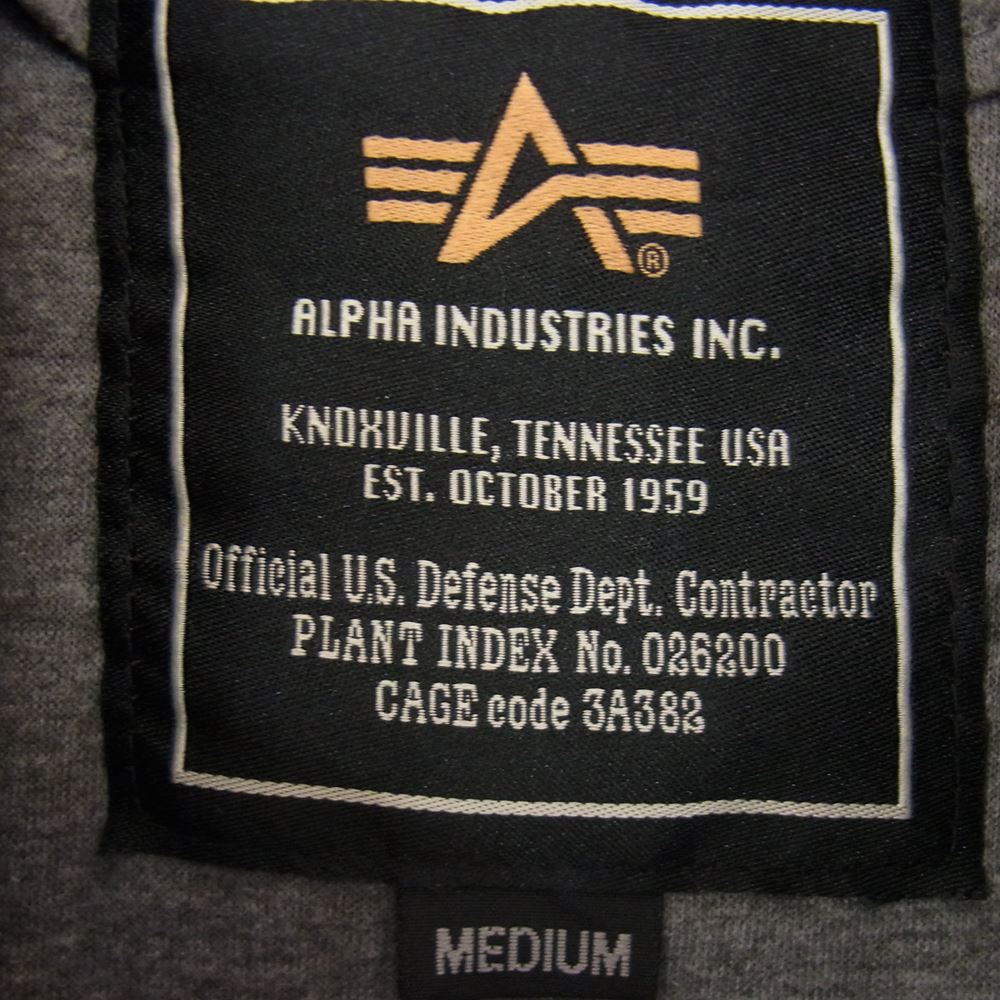 ®
ALPHA INDUSTRIES INC.
KNOXVILLE, TENNESSEE USA
EST. OCTOBER 1959
Official U.S. Defense Dept. Contractor
PLANT INDEX No. 026200
CAGE code 3A382
MEDIUM